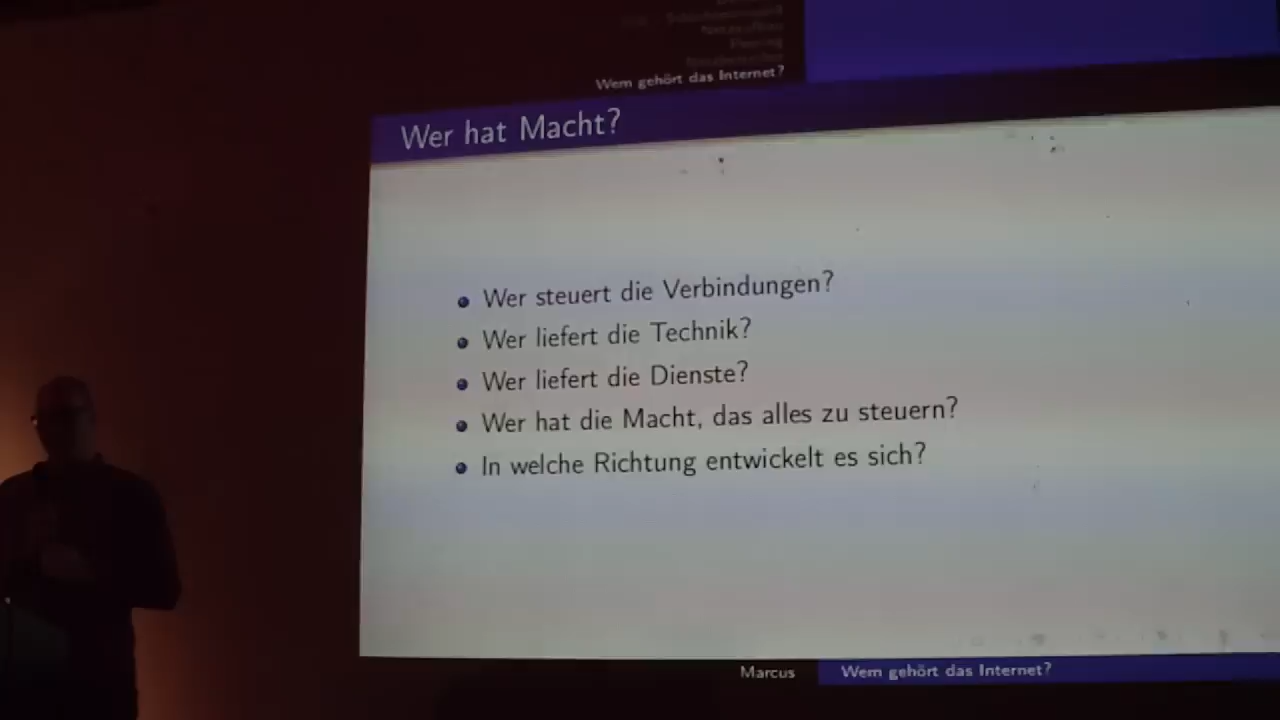 Peering
Wem gehört das Internet?
Wer hat Macht?
Wer steuert die Verbindungen?
Wer liefert die Technik?
Wer liefert die Dienste?
Wer hat die Macht, das alles zu steuern?
In welche Richtung entwickelt es sich?
Marcus
Wem gehört das Internet?